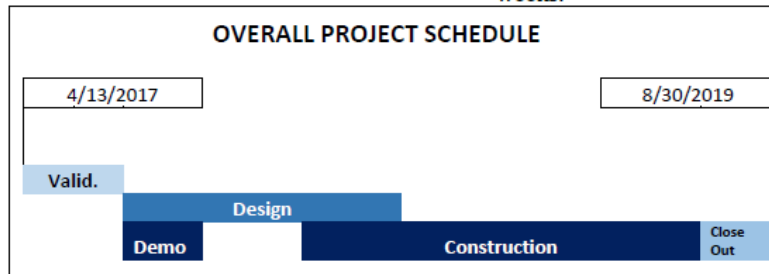 OVERALL PROJECT SCHEDULE
4/13/2017
8/30/2019
Valid.
Design
Demo
Construction
Close
Out